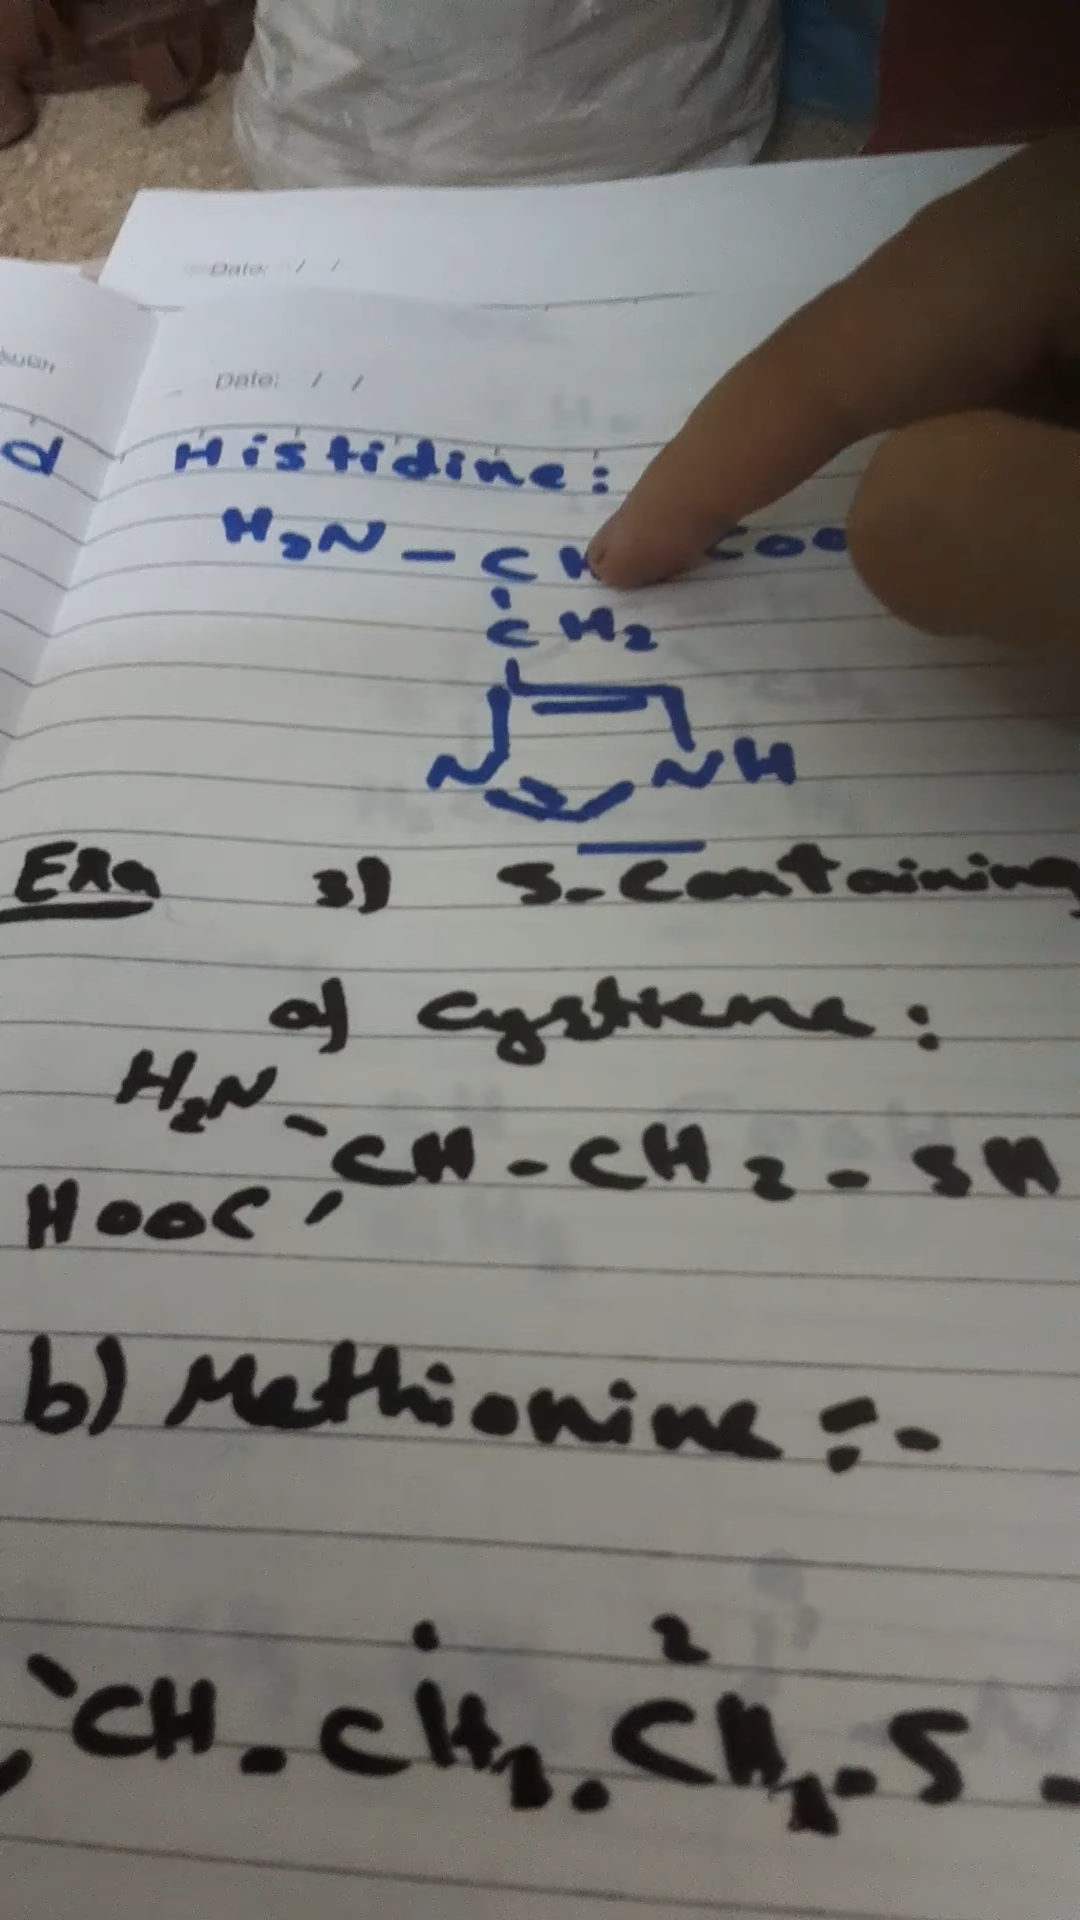 Date: / /
Date: / /
d Histidine:
H2N - CH COO
CH2
N NH
Exa 3) S-Containing
a) Cystiene:
H2N
- CH - CH2 - SH
HOOC
b) Methionine :-
1 2
CH - CH2 - CH2 - S -